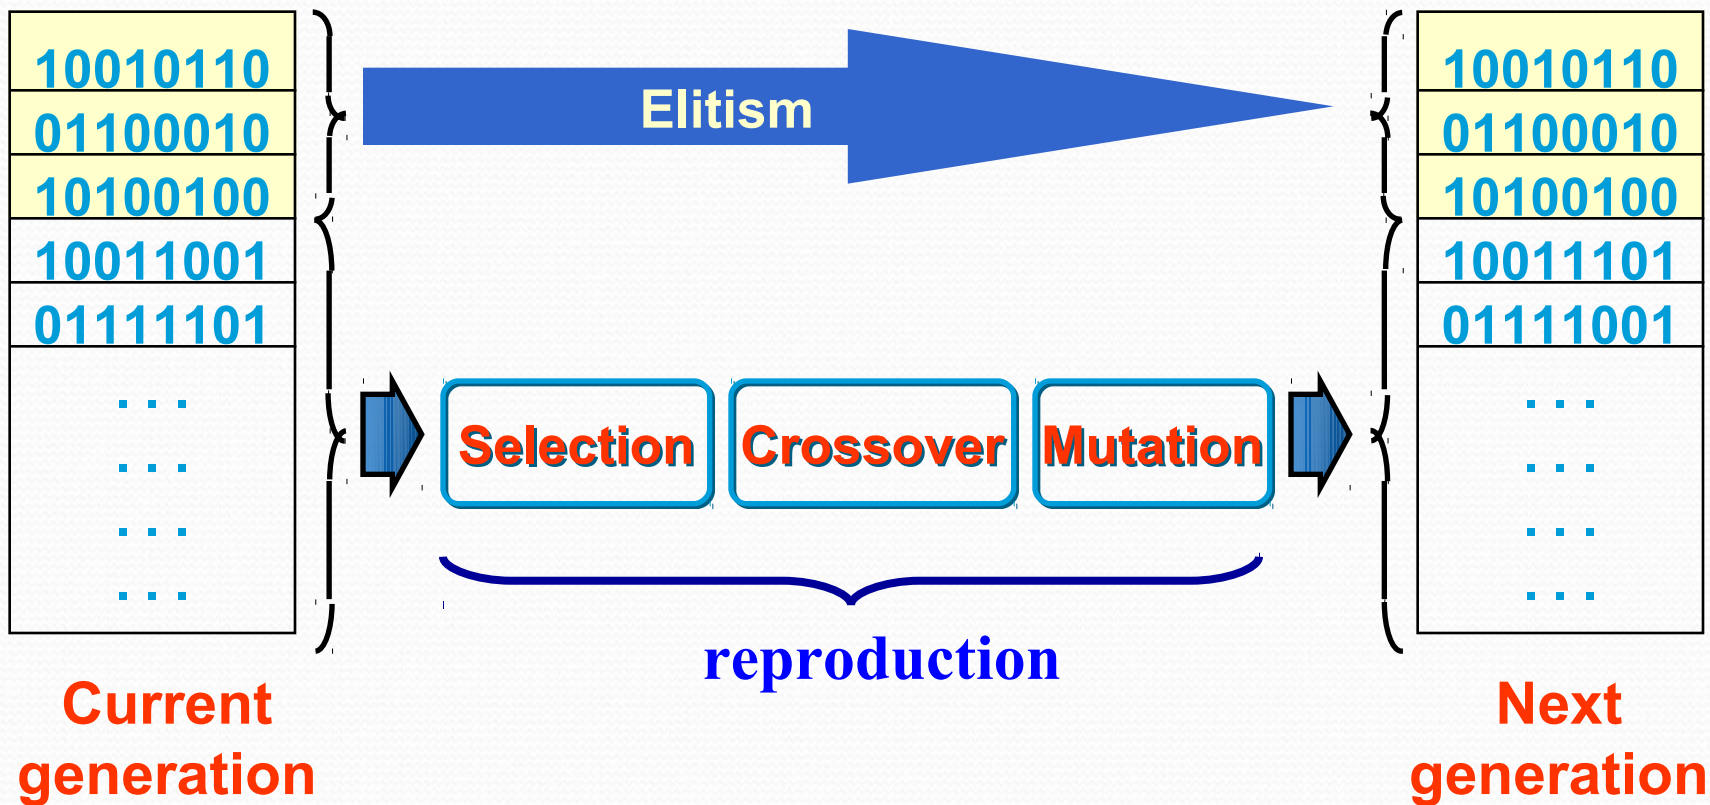 10010110
01100010
10100100
10011001
01111101
. . .
. . .
. . .
. . .
Current
generation
Elitism
Selection
Crossover
Mutation
reproduction
10010110
01100010
10100100
10011101
01111001
. . .
. . .
. . .
. . .
Next
generation